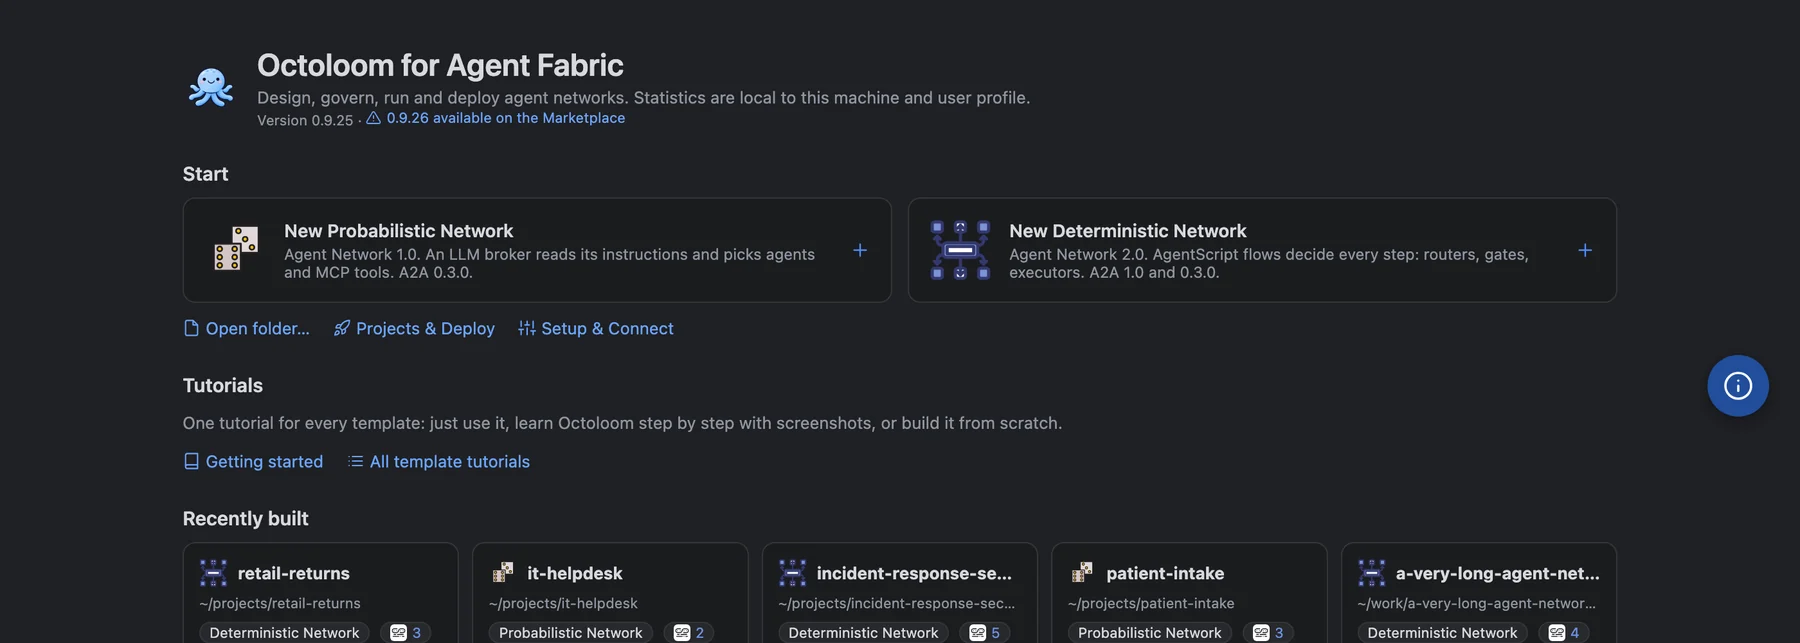 Octoloom for Agent Fabric
Design, govern, run and deploy agent networks. Statistics are local to this machine and user profile.
Version 0.9.25 · 0.9.26 available on the Marketplace
Start
New Probabilistic Network
Agent Network 1.0. An LLM broker reads its instructions and picks agents
and MCP tools. A2A 0.3.0.
New Deterministic Network
Agent Network 2.0. AgentScript flows decide every step: routers, gates,
executors. A2A 1.0 and 0.3.0.
Open folder... Projects & Deploy Setup & Connect
Tutorials
One tutorial for every template: just use it, learn Octoloom step by step with screenshots, or build it from scratch.
Getting started All template tutorials
Recently built
retail-returns
~/projects/retail-returns
Deterministic Network 3
it-helpdesk
~/projects/it-helpdesk
Probabilistic Network 2
incident-response-se...
~/projects/incident-response-sec...
Deterministic Network 5
patient-intake
~/projects/patient-intake
Probabilistic Network 3
a-very-long-agent-net...
~/work/a-very-long-agent-networ...
Deterministic Network 4